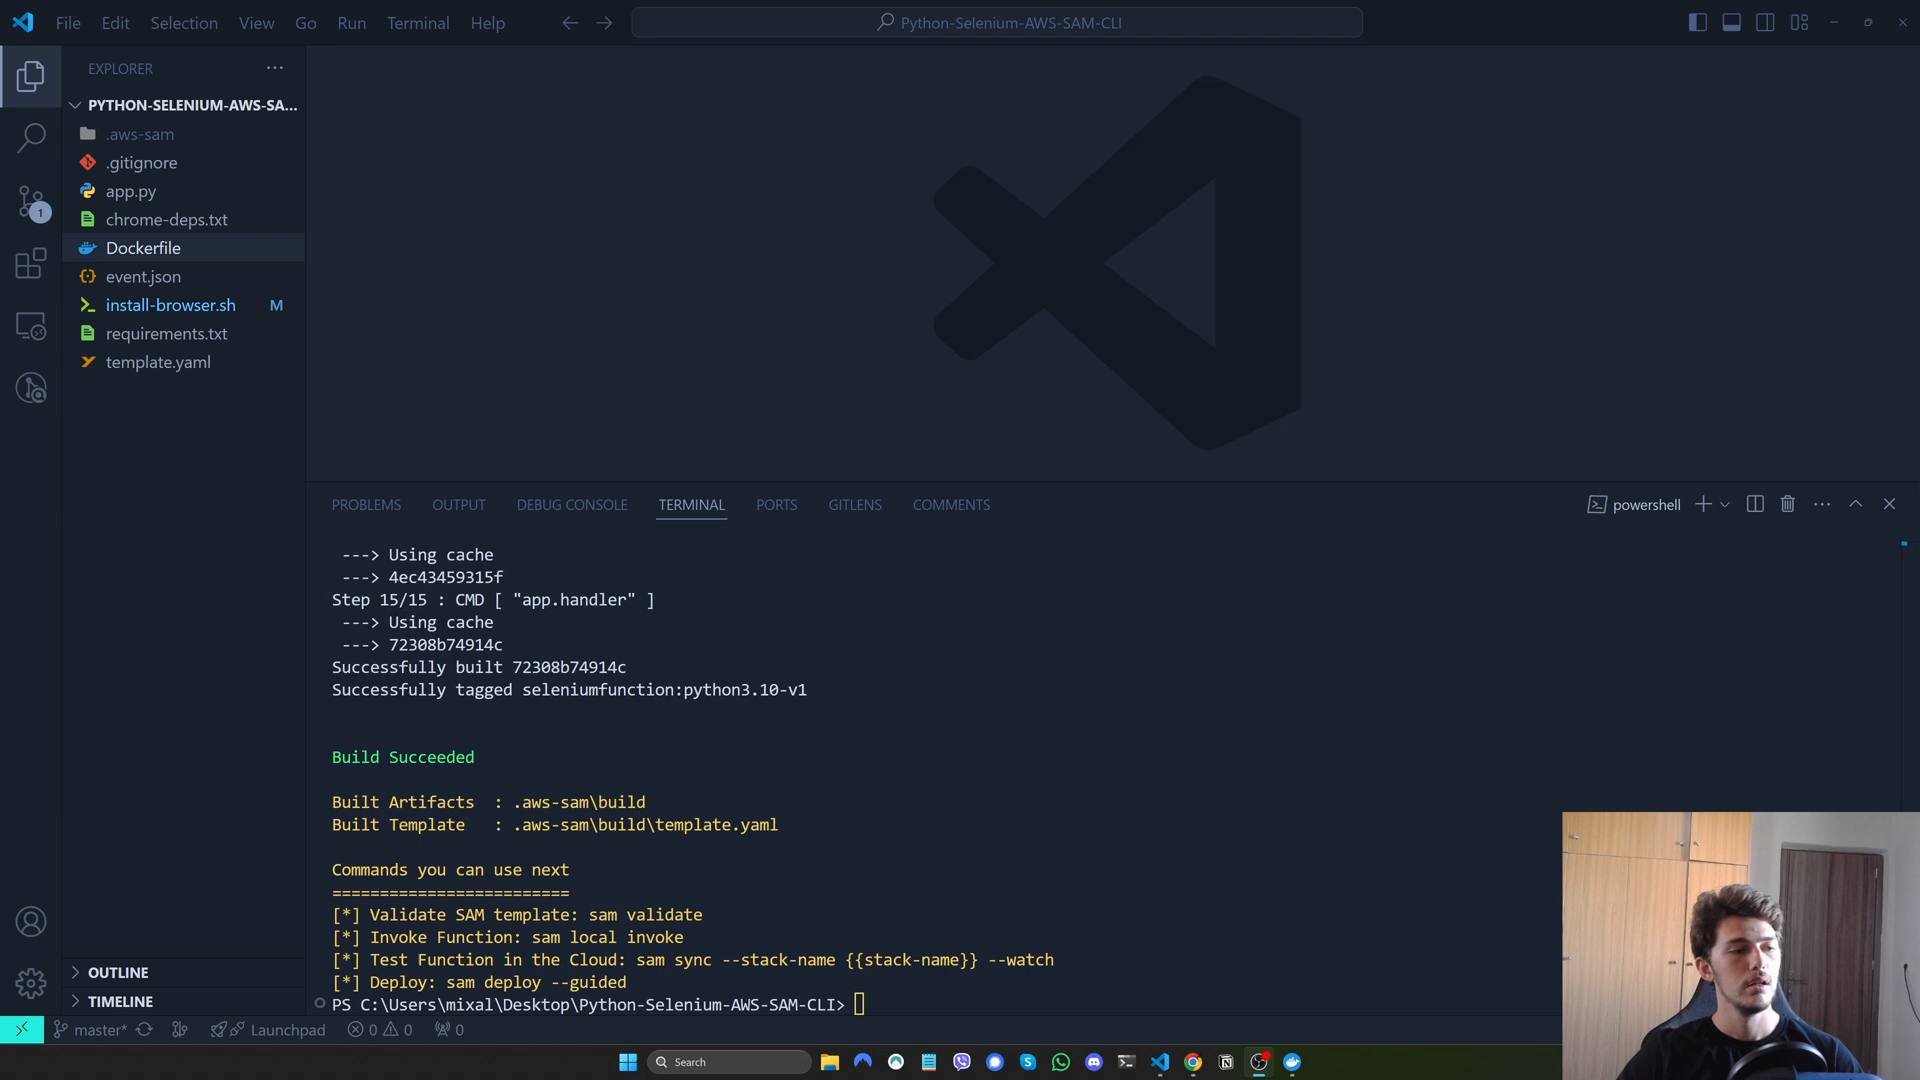 File Edit Selection View Go Run Terminal Help
Python-Selenium-AWS-SAM-CLI
EXPLORER
PYTHON-SELENIUM-AWS-SA...
.aws-sam
.gitignore
app.py
chrome-deps.txt
Dockerfile
event.json
install-browser.sh M
requirements.txt
template.yaml
1
OUTLINE
TIMELINE
PROBLEMS OUTPUT DEBUG CONSOLE TERMINAL PORTS GITLENS COMMENTS
powershell
---> Using cache
---> 4ec43459315f
Step 15/15 : CMD [ "app.handler" ]
---> Using cache
---> 72308b74914c
Successfully built 72308b74914c
Successfully tagged seleniumfunction:python3.10-v1
Build Succeeded
Built Artifacts  : .aws-sam\build
Built Template   : .aws-sam\build\template.yaml
Commands you can use next
=========================
[*] Validate SAM template: sam validate
[*] Invoke Function: sam local invoke
[*] Test Function in the Cloud: sam sync --stack-name {{stack-name}} --watch
[*] Deploy: sam deploy --guided
PS C:\Users\mixal\Desktop\Python-Selenium-AWS-SAM-CLI>
master* Launchpad 0 0 0
Search